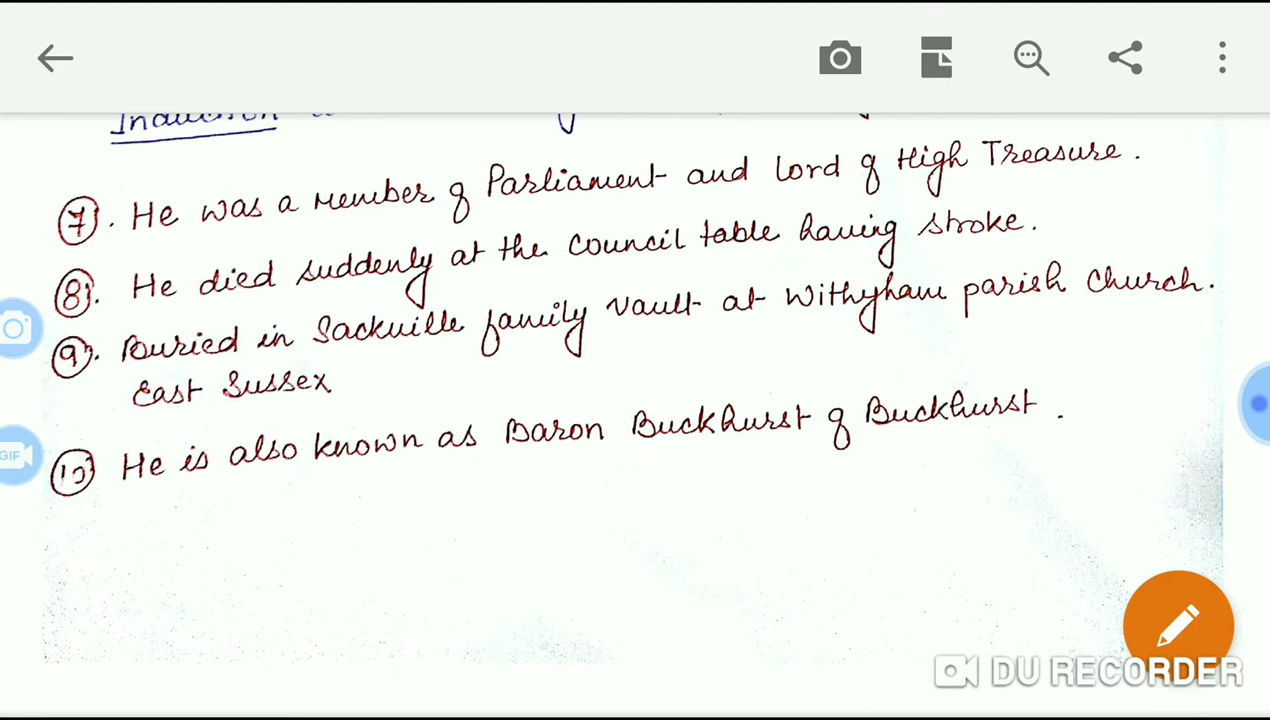 Induction
7. He was a Member of Parliament and Lord of High Treasure.
8. He died suddenly at the Council table having stroke.
9. Buried in Sackville family vault at Withyham parish Church.
East Sussex
10 He is also known as Baron Buckhurst of Buckhurst.
GIF
DU RECORDER